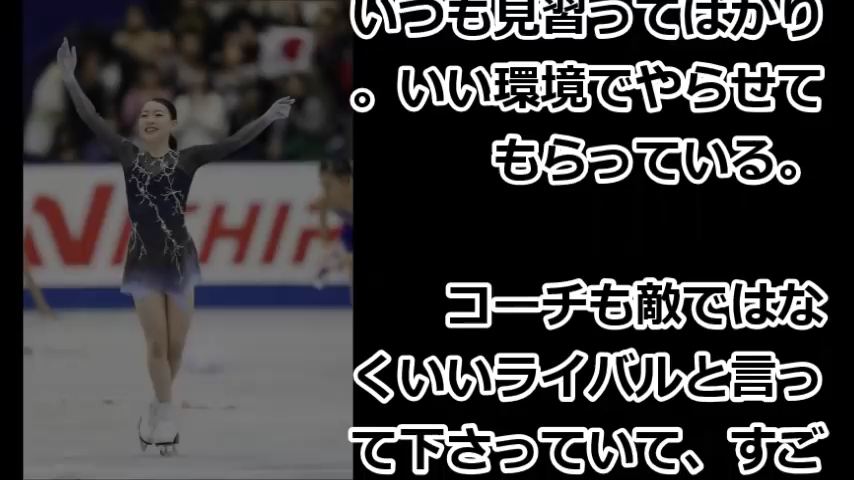 いつも見習ってばかり
。いい環境でやらせて
もらっている。
コーチも敵ではな
くいいライバルと言っ
て下さっていて、すご
NISHI